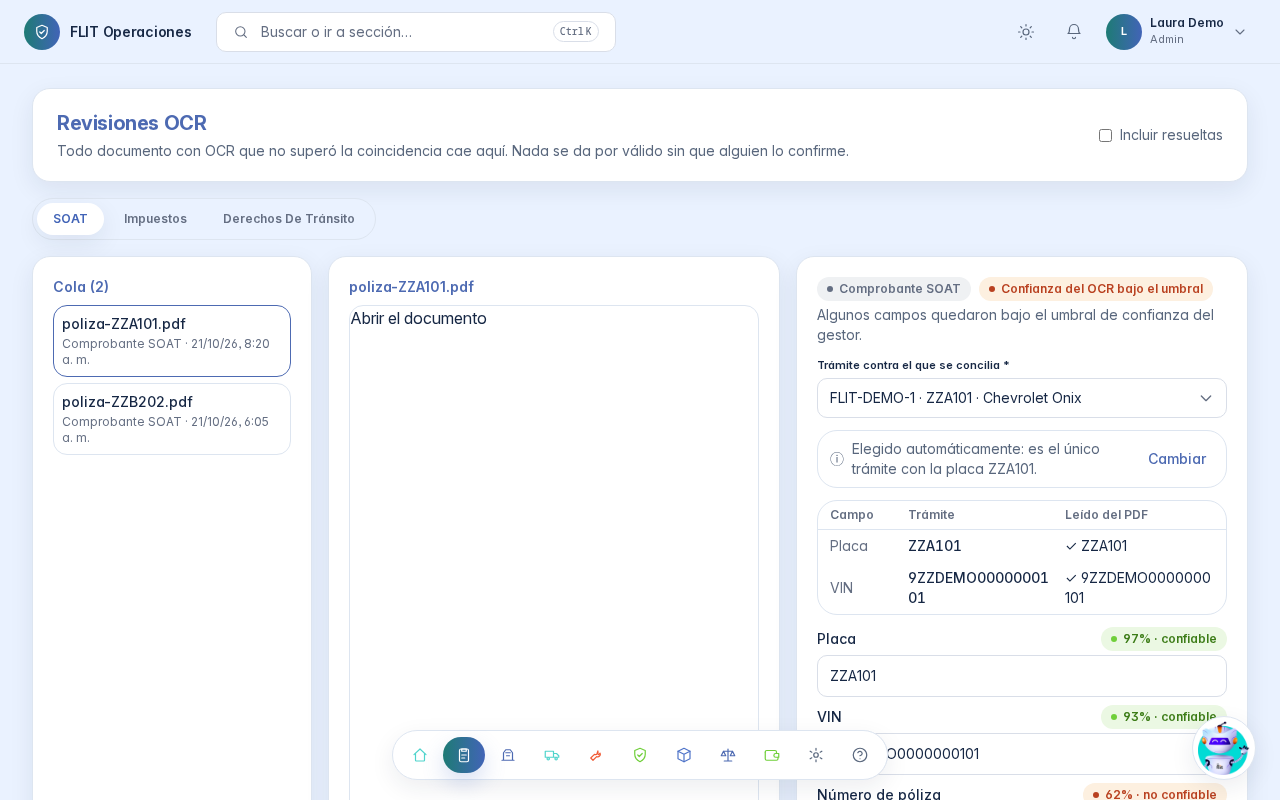 FLIT Operaciones
Buscar o ir a sección…
Ctrl K
L
Laura Demo
Admin
Revisiones OCR
Todo documento con OCR que no superó la coincidencia cae aquí. Nada se da por válido sin que alguien lo confirme.
Incluir resueltas
SOAT
Impuestos
Derechos De Tránsito
Cola (2)
poliza-ZZA101.pdf
Comprobante SOAT · 21/10/26, 8:20
a. m.
poliza-ZZB202.pdf
Comprobante SOAT · 21/10/26, 6:05
a. m.
poliza-ZZA101.pdf
Abrir el documento
Comprobante SOAT
Confianza del OCR bajo el umbral
Algunos campos quedaron bajo el umbral de confianza del
gestor.
Trámite contra el que se concilia *
FLIT-DEMO-1 · ZZA101 · Chevrolet Onix
Elegido automáticamente: es el único
trámite con la placa ZZA101.
Cambiar
Campo Trámite Leído del PDF
Placa ZZA101 ✓ ZZA101
VIN 9ZZDEMO00000001 ✓ 9ZZDEMO0000000
01 101
Placa
97% · confiable
ZZA101
VIN
93% · confiable
O0000000101
Número de póliza
62% · no confiable